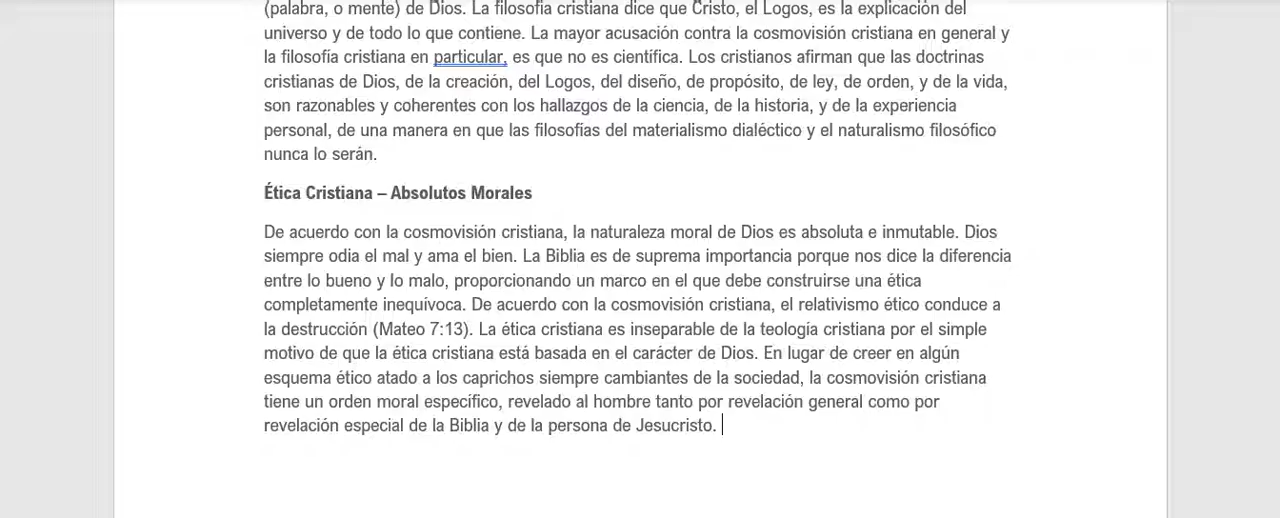 (palabra, o mente) de Dios. La filosofía cristiana dice que Cristo, el Logos, es la explicación del
universo y de todo lo que contiene. La mayor acusación contra la cosmovisión cristiana en general y
la filosofía cristiana en particular, es que no es científica. Los cristianos afirman que las doctrinas
cristianas de Dios, de la creación, del Logos, del diseño, de propósito, de ley, de orden, y de la vida,
son razonables y coherentes con los hallazgos de la ciencia, de la historia, y de la experiencia
personal, de una manera en que las filosofías del materialismo dialéctico y el naturalismo filosófico
nunca lo serán.
Ética Cristiana – Absolutos Morales
De acuerdo con la cosmovisión cristiana, la naturaleza moral de Dios es absoluta e inmutable. Dios
siempre odia el mal y ama el bien. La Biblia es de suprema importancia porque nos dice la diferencia
entre lo bueno y lo malo, proporcionando un marco en el que debe construirse una ética
completamente inequívoca. De acuerdo con la cosmovisión cristiana, el relativismo ético conduce a
la destrucción (Mateo 7:13). La ética cristiana es inseparable de la teología cristiana por el simple
motivo de que la ética cristiana está basada en el carácter de Dios. En lugar de creer en algún
esquema ético atado a los caprichos siempre cambiantes de la sociedad, la cosmovisión cristiana
tiene un orden moral específico, revelado al hombre tanto por revelación general como por
revelación especial de la Biblia y de la persona de Jesucristo.